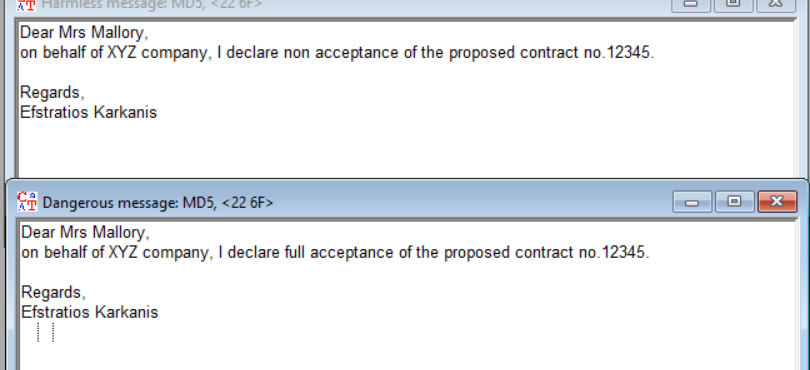 Harmless message: MD5, <22 6F>
Dear Mrs Mallory,
on behalf of XYZ company, I declare non acceptance of the proposed contract no.12345.
Regards,
Efstratios Karkanis
Dangerous message: MD5, <22 6F>
Dear Mrs Mallory,
on behalf of XYZ company, I declare full acceptance of the proposed contract no.12345.
Regards,
Efstratios Karkanis